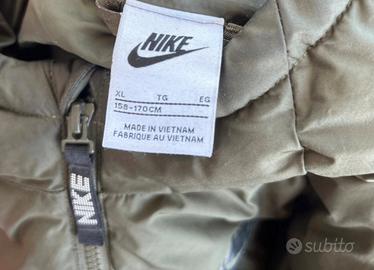 NIKE
XL TG EG
158-170CM
MADE IN VIETNAM
FABRIQUE AU VIETNAM
NIKE
subito